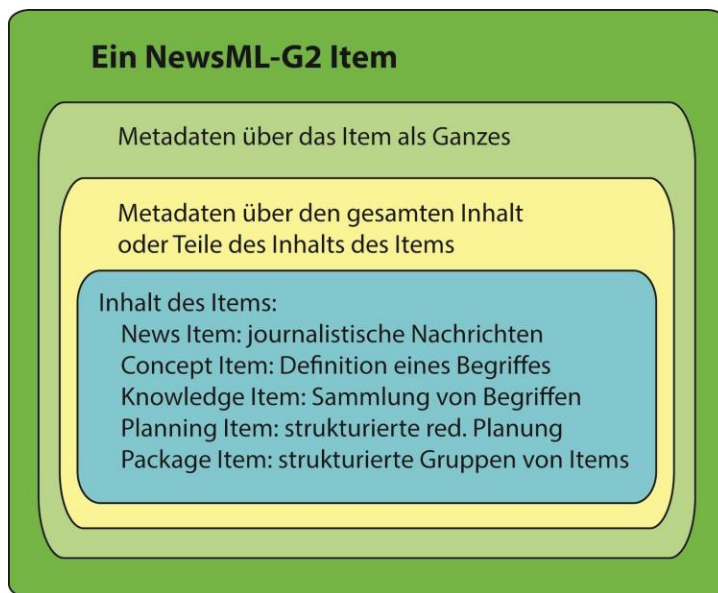 Ein NewsML-G2 Item
Metadaten über das Item als Ganzes
Metadaten über den gesamten Inhalt
oder Teile des Inhalts des Items
Inhalt des Items:
News Item: journalistische Nachrichten
Concept Item: Definition eines Begriffes
Knowledge Item: Sammlung von Begriffen
Planning Item: strukturierte red. Planung
Package Item: strukturierte Gruppen von Items